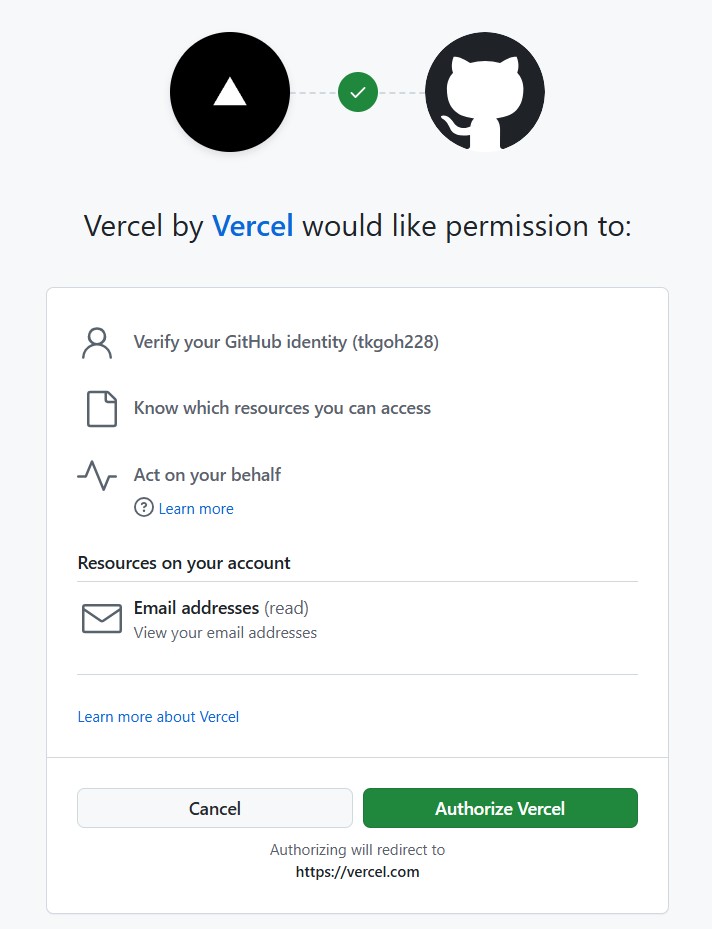 Vercel by Vercel would like permission to:
Verify your GitHub identity (tkgoh228)
Know which resources you can access
Act on your behalf
Learn more
Resources on your account
Email addresses (read)
View your email addresses
Learn more about Vercel
Cancel
Authorize Vercel
Authorizing will redirect to
https://vercel.com